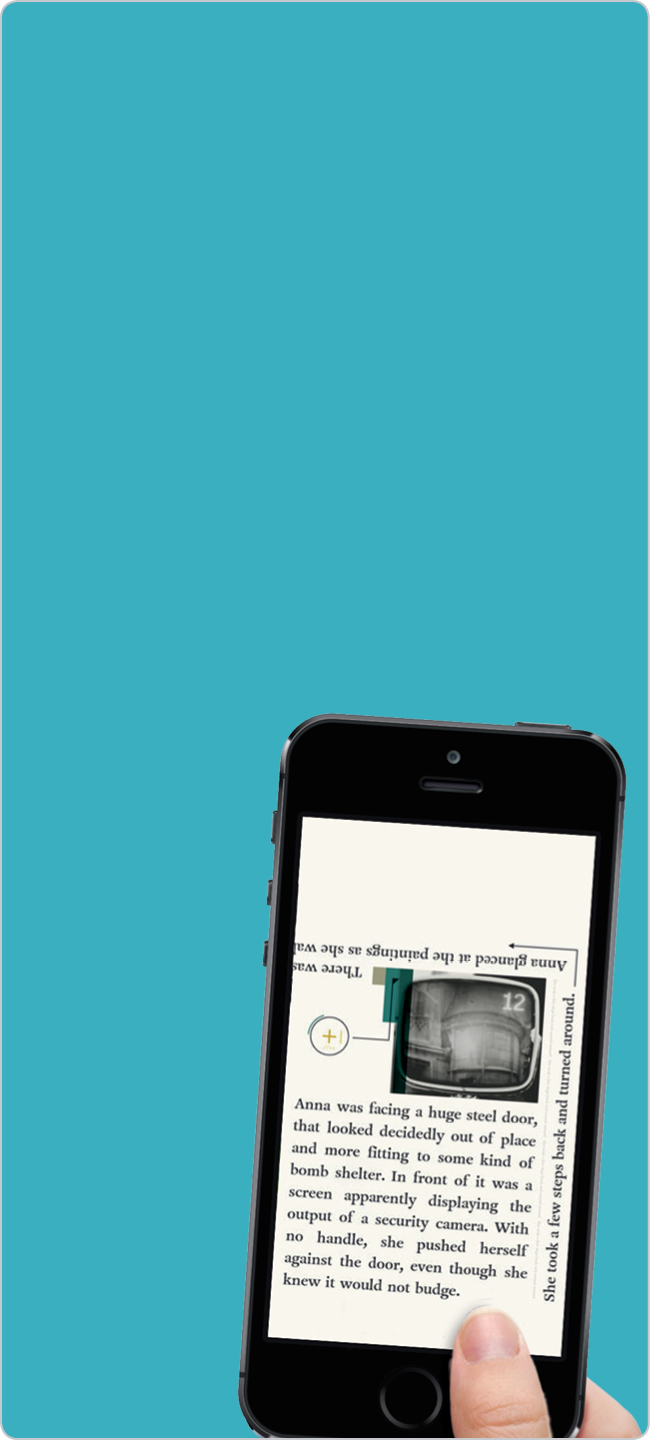 Anna was facing a huge steel door,
that looked decidedly out of place
and more fitting to some kind of
bomb shelter. In front of it was a
screen apparently displaying the
output of a security camera. With
no handle, she pushed herself
against the door, even though she
knew it would not budge.
She took a few steps back and turned around.
Anna glanced at the paintings as she
There was
12